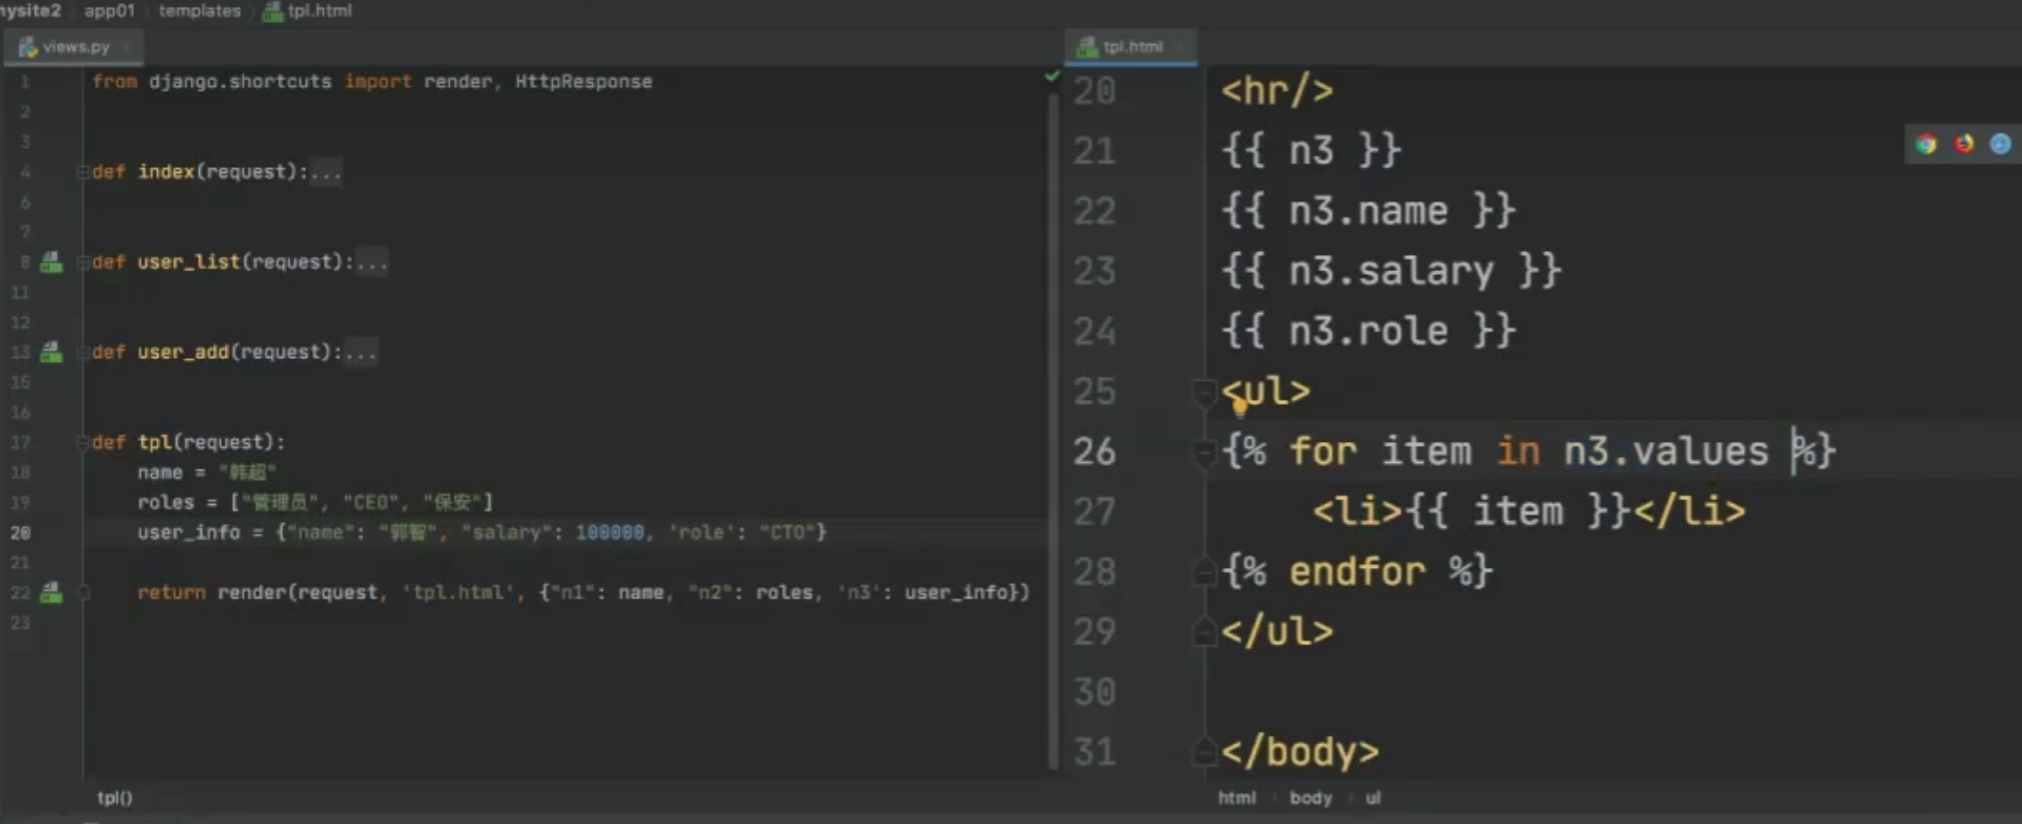 mysite2 app01 templates tpl.html
views.py
1 from django.shortcuts import render, HttpResponse
2
3
4 def index(request):...
6
7
8 def user_list(request):...
11
12
13 def user_add(request):...
15
16
17 def tpl(request):
18 name = "韩超"
19 roles = ["管理员", "CEO", "保安"]
20 user_info = {"name": "郭智", "salary": 100000, 'role': "CTO"}
21
22 return render(request, 'tpl.html', {"n1": name, "n2": roles, 'n3': user_info})
23
tpl()
tpl.html
20 <hr/>
21 {{ n3 }}
22 {{ n3.name }}
23 {{ n3.salary }}
24 {{ n3.role }}
25 <ul>
26 {% for item in n3.values %}
27 <li>{{ item }}</li>
28 {% endfor %}
29 </ul>
30
31 </body>
html body ul